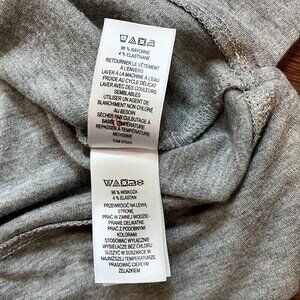 96 % RAYONNE
4 % ELASTHANE
RETOURNER LE VÊTEMENT
À L'ENVERS
LAVER À LA MACHINE À L'EAU
FROIDE AU CYCLE DÉLICAT
LAVER AVEC DES COULEURS
SEMBLABLES
UTILISER UN AGENT DE
BLANCHIMENT NON CHLORÉ
AU BESOIN
SÉCHER PAR CULBUTAGE À
BASSE TEMPÉRATURE
REPASSER À TEMPÉRATURE
MOYENNE
96 % WISKOZA
4 % ELASTAN
PRZEWRÓCIĆ NA LEWĄ
STRONĘ
PRAĆ W ZIMNEJ WODZIE-
PRANIE DELIKATNE
PRAĆ Z PODOBNYMI
KOLORAMI
STOSOWAĆ WYŁĄCZNIE
WYBIELACZ BEZ CHLORU
SUSZYĆ W SUSZARCE W
NAJNIŻSZEJ TEMPERATURZE
PRASOWAĆ CIEPŁYM
ŻELAZKIEM